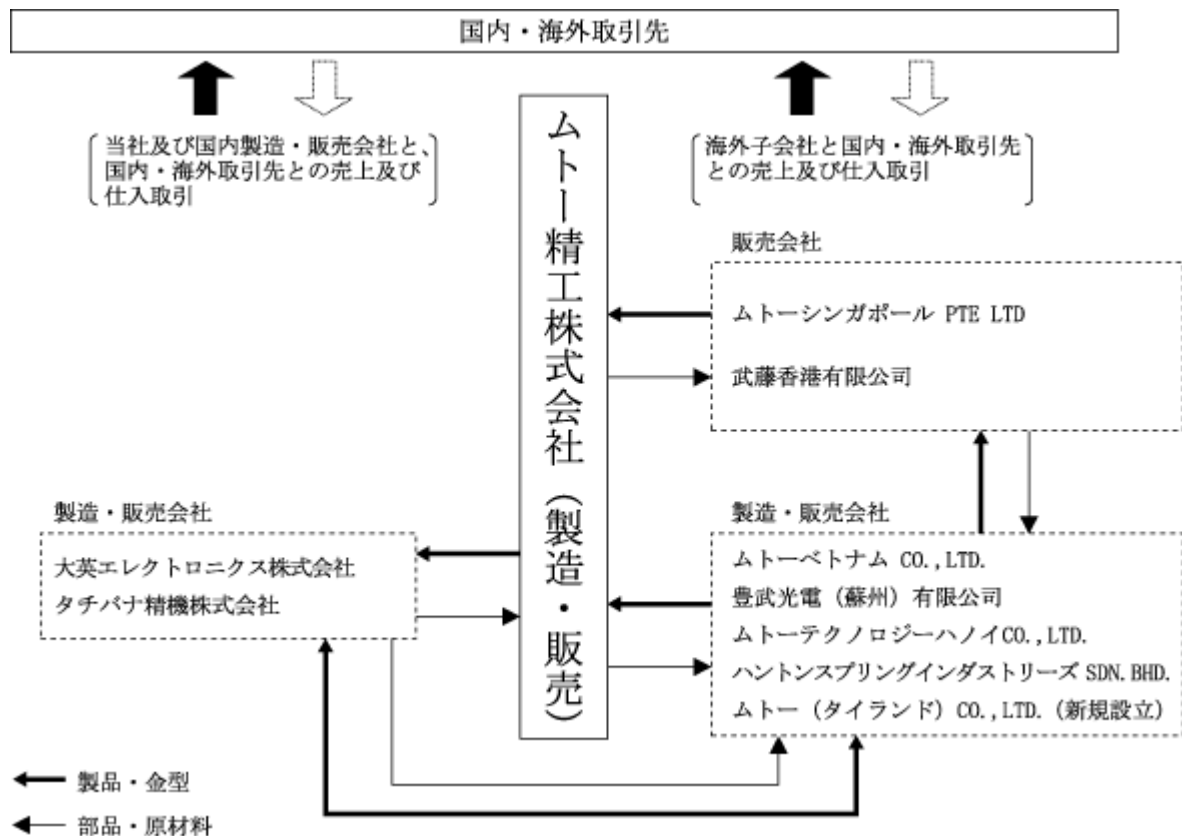 国内・海外取引先
当社及び国内製造・販売会社と、
国内・海外取引先との売上及び
仕入取引
海外子会社と国内・海外取引先
との売上及び仕入取引
ムトー精工株式会社（製造・販売）
販売会社
ムトーシンガポール PTE LTD
武藤香港有限公司
製造・販売会社
大英エレクトロニクス株式会社
タチバナ精機株式会社
製造・販売会社
ムトーベトナム CO.,LTD.
豊武光電（蘇州）有限公司
ムトーテクノロジーハノイCO.,LTD.
ハントンスプリングインダストリーズ SDN.BHD.
ムトー（タイランド）CO.,LTD.（新規設立）
製品・金型
部品・原材料